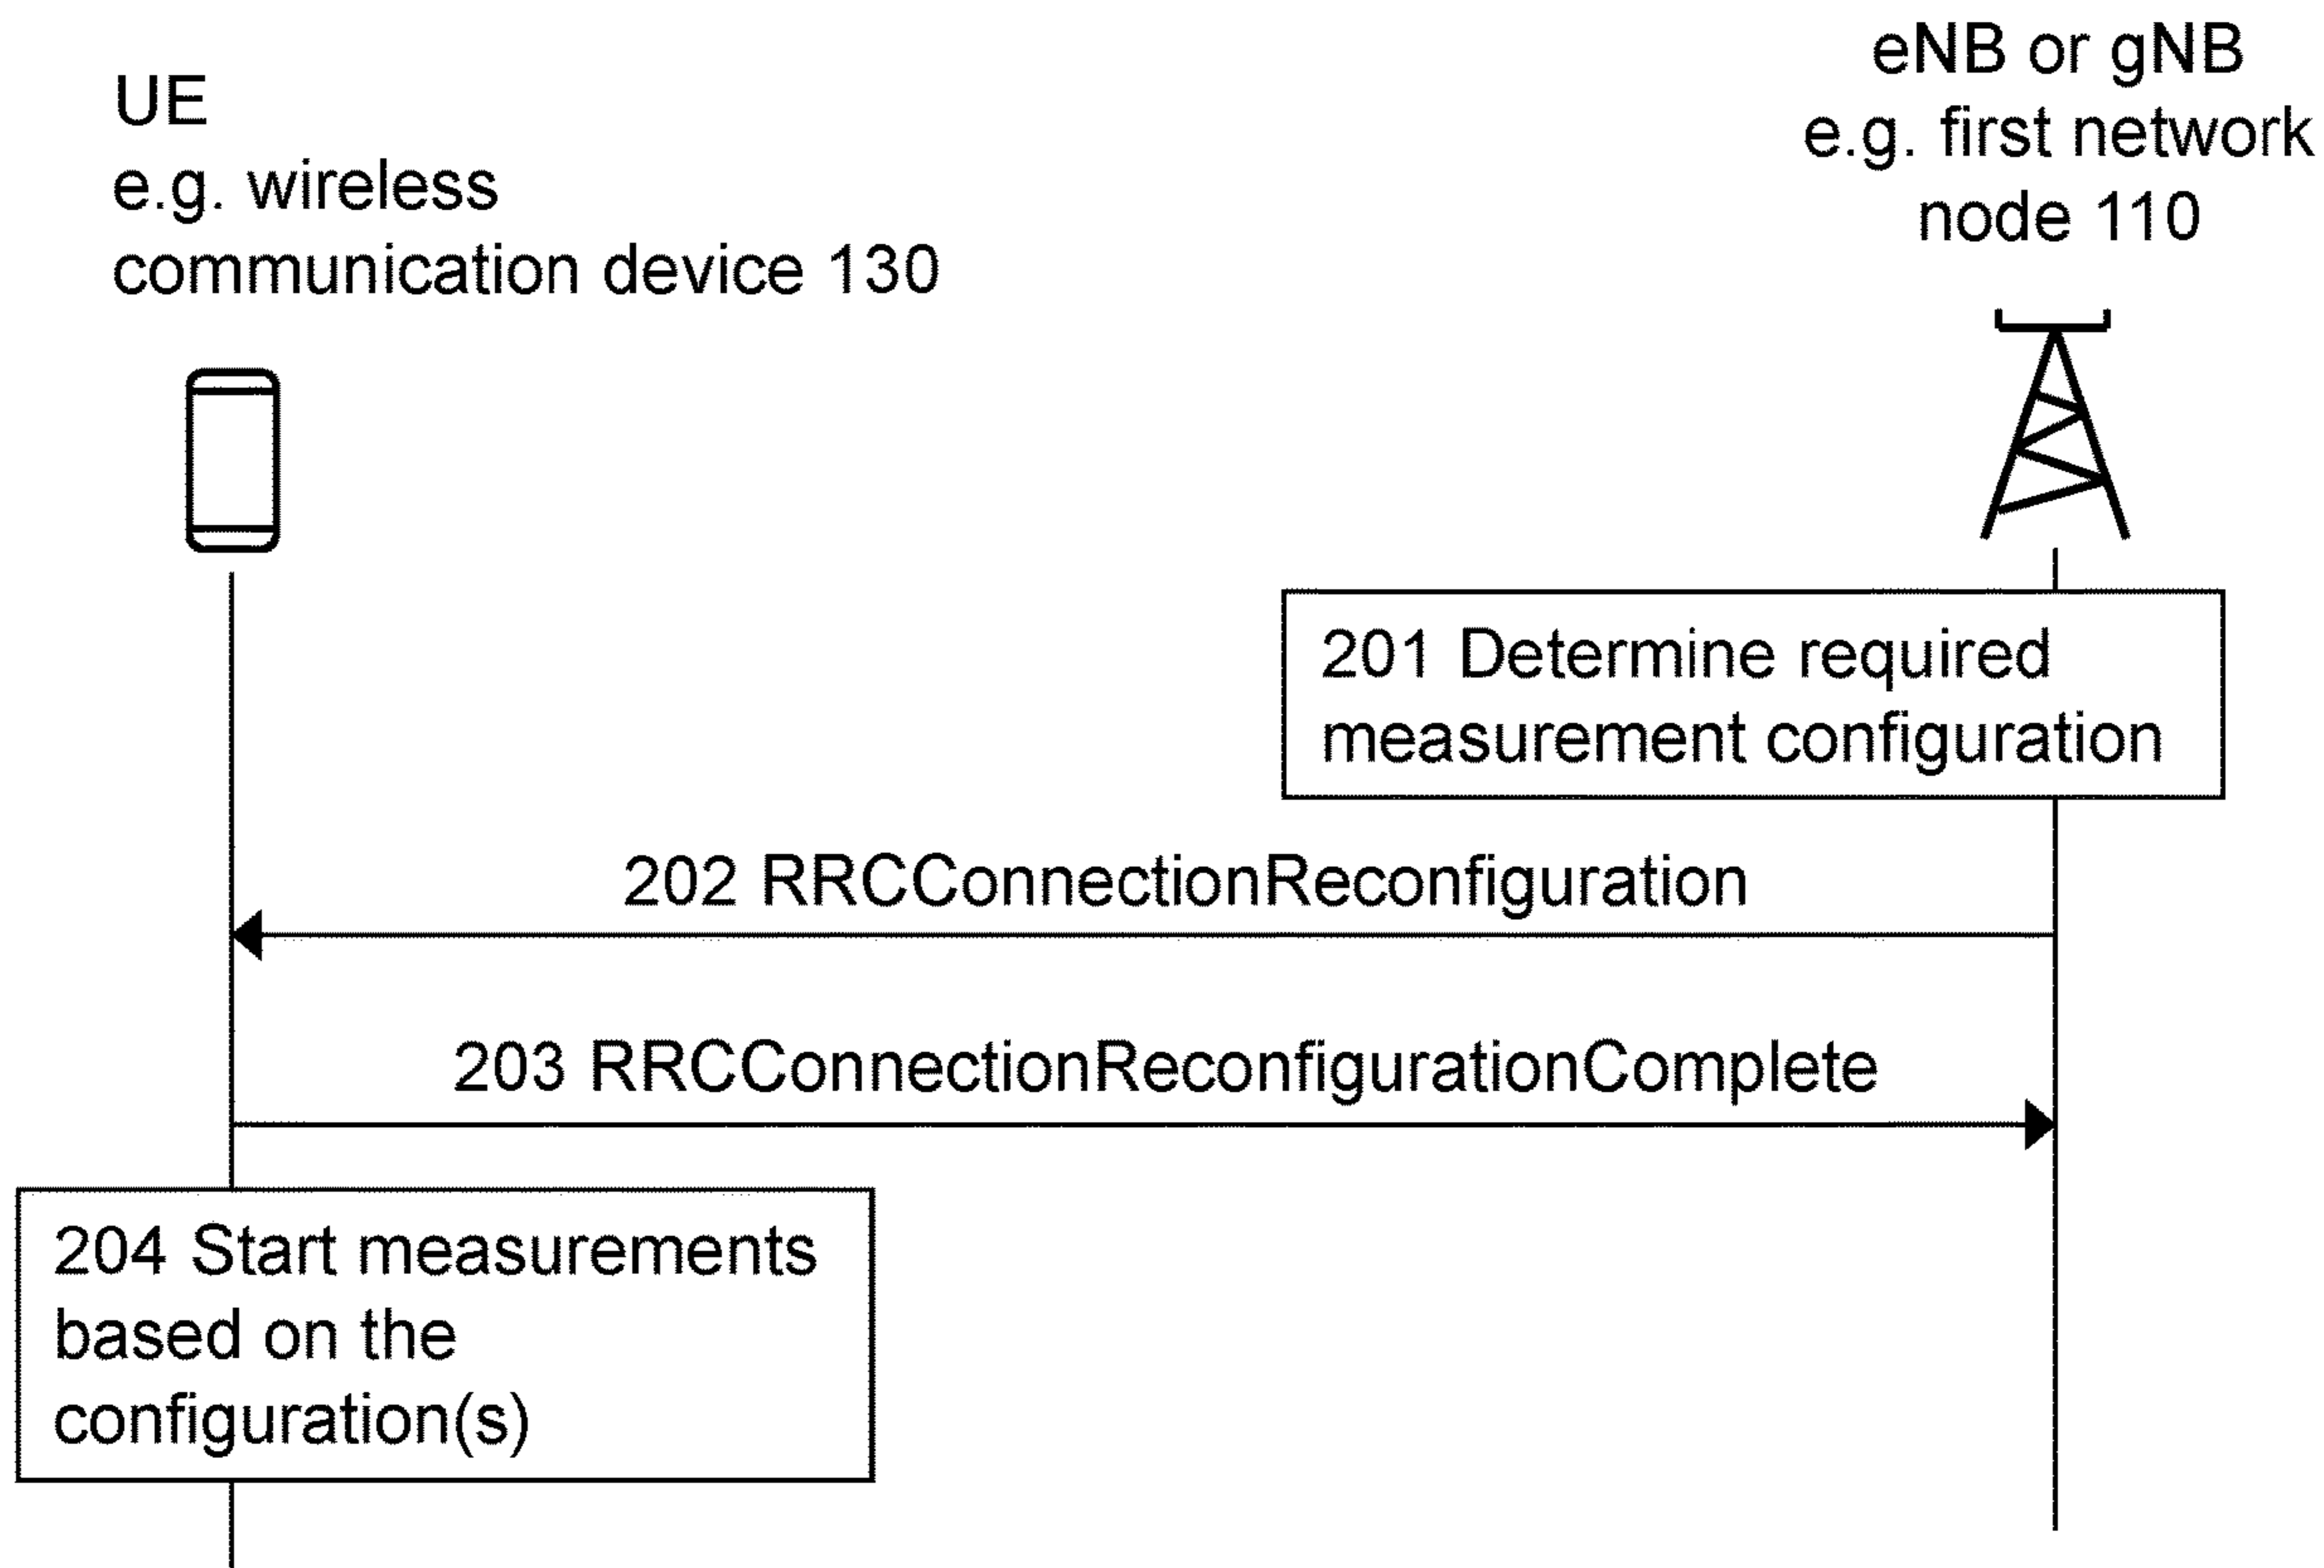 UE
e.g. wireless
communication device 130
eNB or gNB
e.g. first network
node 110
201 Determine required
measurement configuration
202 RRCConnectionReconfiguration
203 RRCConnectionReconfigurationComplete
204 Start measurements
based on the
configuration(s)